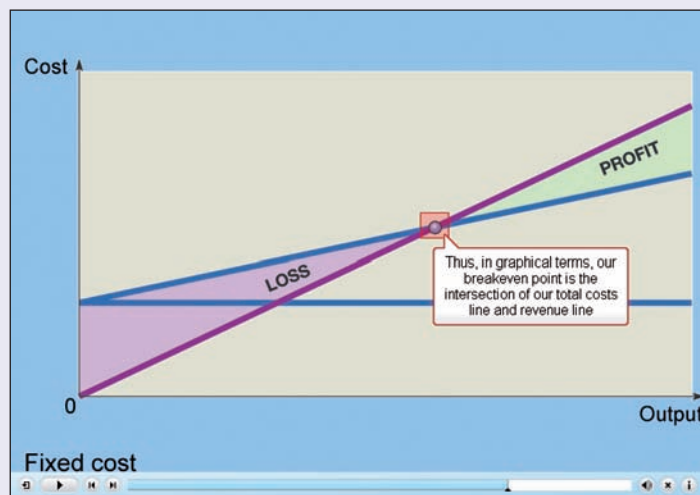 Cost
PROFIT
LOSS
Thus, in graphical terms, our
breakeven point is the
intersection of our total costs
line and revenue line
0
Output
Fixed cost